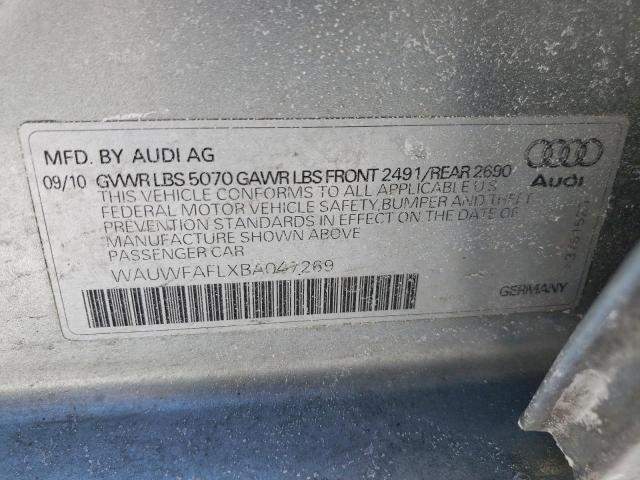 MFD. BY AUDI AG
09/10 GVWR LBS 5070 GAWR LBS FRONT 2491/REAR 2690
THIS VEHICLE CONFORMS TO ALL APPLICABLE U.S.
FEDERAL MOTOR VEHICLE SAFETY, BUMPER AND THEFT
PREVENTION STANDARDS IN EFFECT ON THE DATE OF
MANUFACTURE SHOWN ABOVE
PASSENGER CAR
WAUWFAFLXBA047269
Audi
GERMANY